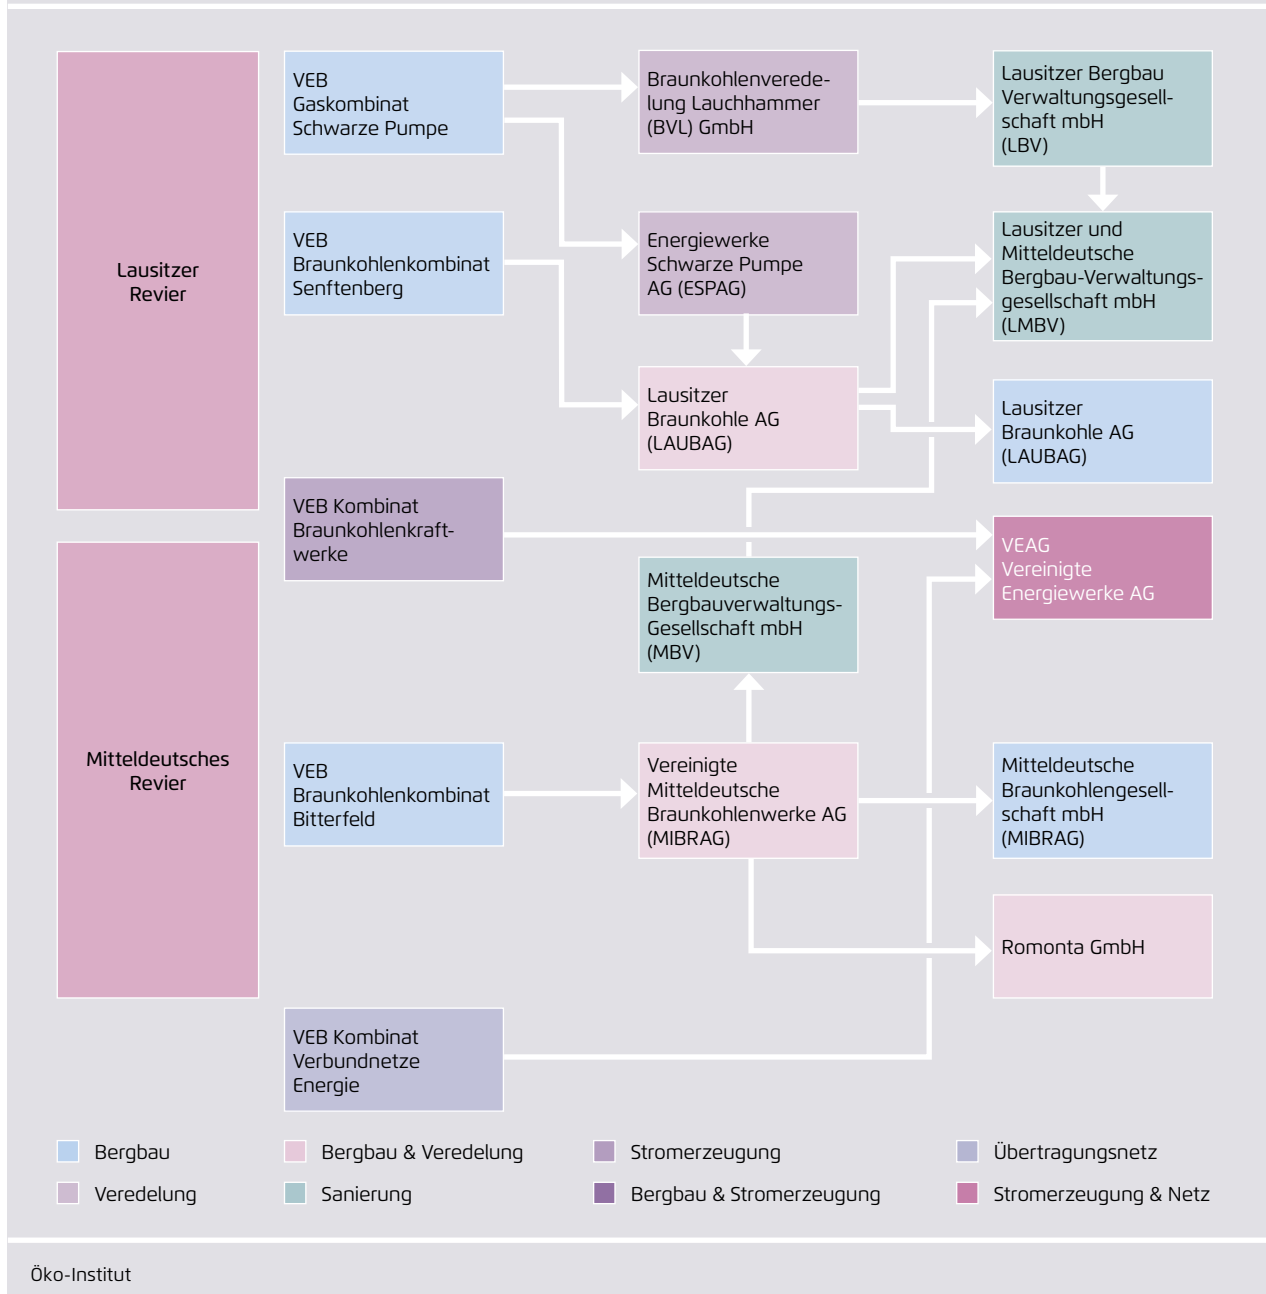 Lausitzer
Revier
Mitteldeutsches
Revier
VEB
Gaskombinat
Schwarze Pumpe
VEB
Braunkohlenkombinat
Senftenberg
VEB Kombinat
Braunkohlenkraft-
werke
VEB
Braunkohlenkombinat
Bitterfeld
VEB Kombinat
Verbundnetze
Energie
Braunkohlenverede-
lung Lauchhammer
(BVL) GmbH
Energiewerke
Schwarze Pumpe
AG (ESPAG)
Lausitzer
Braunkohle AG
(LAUBAG)
Mitteldeutsche
Bergbauverwaltungs-
Gesellschaft mbH
(MBV)
Vereinigte
Mitteldeutsche
Braunkohlenwerke AG
(MIBRAG)
Lausitzer Bergbau
Verwaltungsgesell-
schaft mbH
(LBV)
Lausitzer und
Mitteldeutsche
Bergbau-Verwaltungs-
gesellschaft mbH
(LMBV)
Lausitzer
Braunkohle AG
(LAUBAG)
VEAG
Vereinigte
Energiewerke AG
Mitteldeutsche
Braunkohlengesell-
schaft mbH
(MIBRAG)
Romonta GmbH
Bergbau
Bergbau & Veredelung
Stromerzeugung
Übertragungsnetz
Veredelung
Sanierung
Bergbau & Stromerzeugung
Stromerzeugung & Netz
Öko-Institut